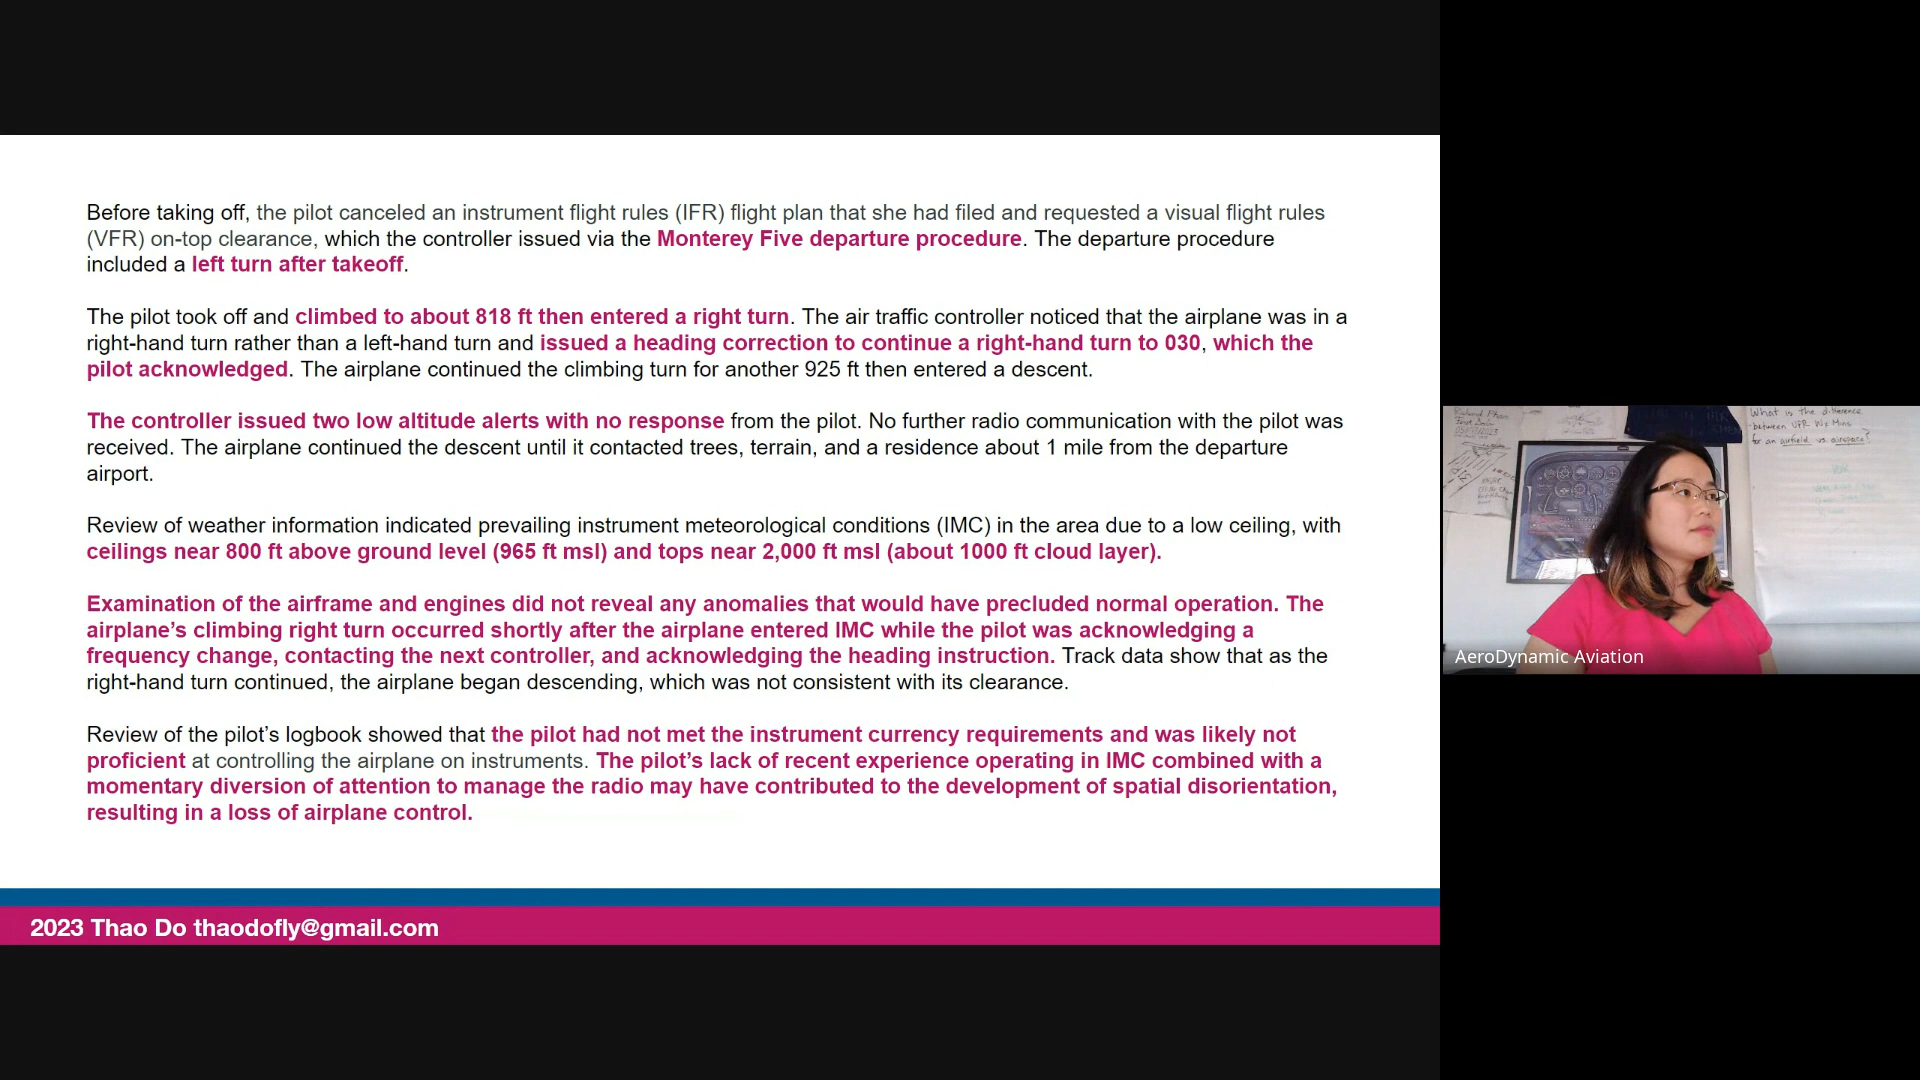 Before taking off, the pilot canceled an instrument flight rules (IFR) flight plan that she had filed and requested a visual flight rules
(VFR) on-top clearance, which the controller issued via the Monterey Five departure procedure. The departure procedure
included a left turn after takeoff.
The pilot took off and climbed to about 818 ft then entered a right turn. The air traffic controller noticed that the airplane was in a
right-hand turn rather than a left-hand turn and issued a heading correction to continue a right-hand turn to 030, which the
pilot acknowledged. The airplane continued the climbing turn for another 925 ft then entered a descent.
The controller issued two low altitude alerts with no response from the pilot. No further radio communication with the pilot was
received. The airplane continued the descent until it contacted trees, terrain, and a residence about 1 mile from the departure
airport.
Review of weather information indicated prevailing instrument meteorological conditions (IMC) in the area due to a low ceiling, with
ceilings near 800 ft above ground level (965 ft msl) and tops near 2,000 ft msl (about 1000 ft cloud layer).
Examination of the airframe and engines did not reveal any anomalies that would have precluded normal operation. The
airplane’s climbing right turn occurred shortly after the airplane entered IMC while the pilot was acknowledging a
frequency change, contacting the next controller, and acknowledging the heading instruction. Track data show that as the
right-hand turn continued, the airplane began descending, which was not consistent with its clearance.
Review of the pilot’s logbook showed that the pilot had not met the instrument currency requirements and was likely not
proficient at controlling the airplane on instruments. The pilot’s lack of recent experience operating in IMC combined with a
momentary diversion of attention to manage the radio may have contributed to the development of spatial disorientation,
resulting in a loss of airplane control.
2023 Thao Do thaodofly@gmail.com
What is the difference
between VFR Wx Mins
for an airfield vs airspace?
AeroDynamic Aviation